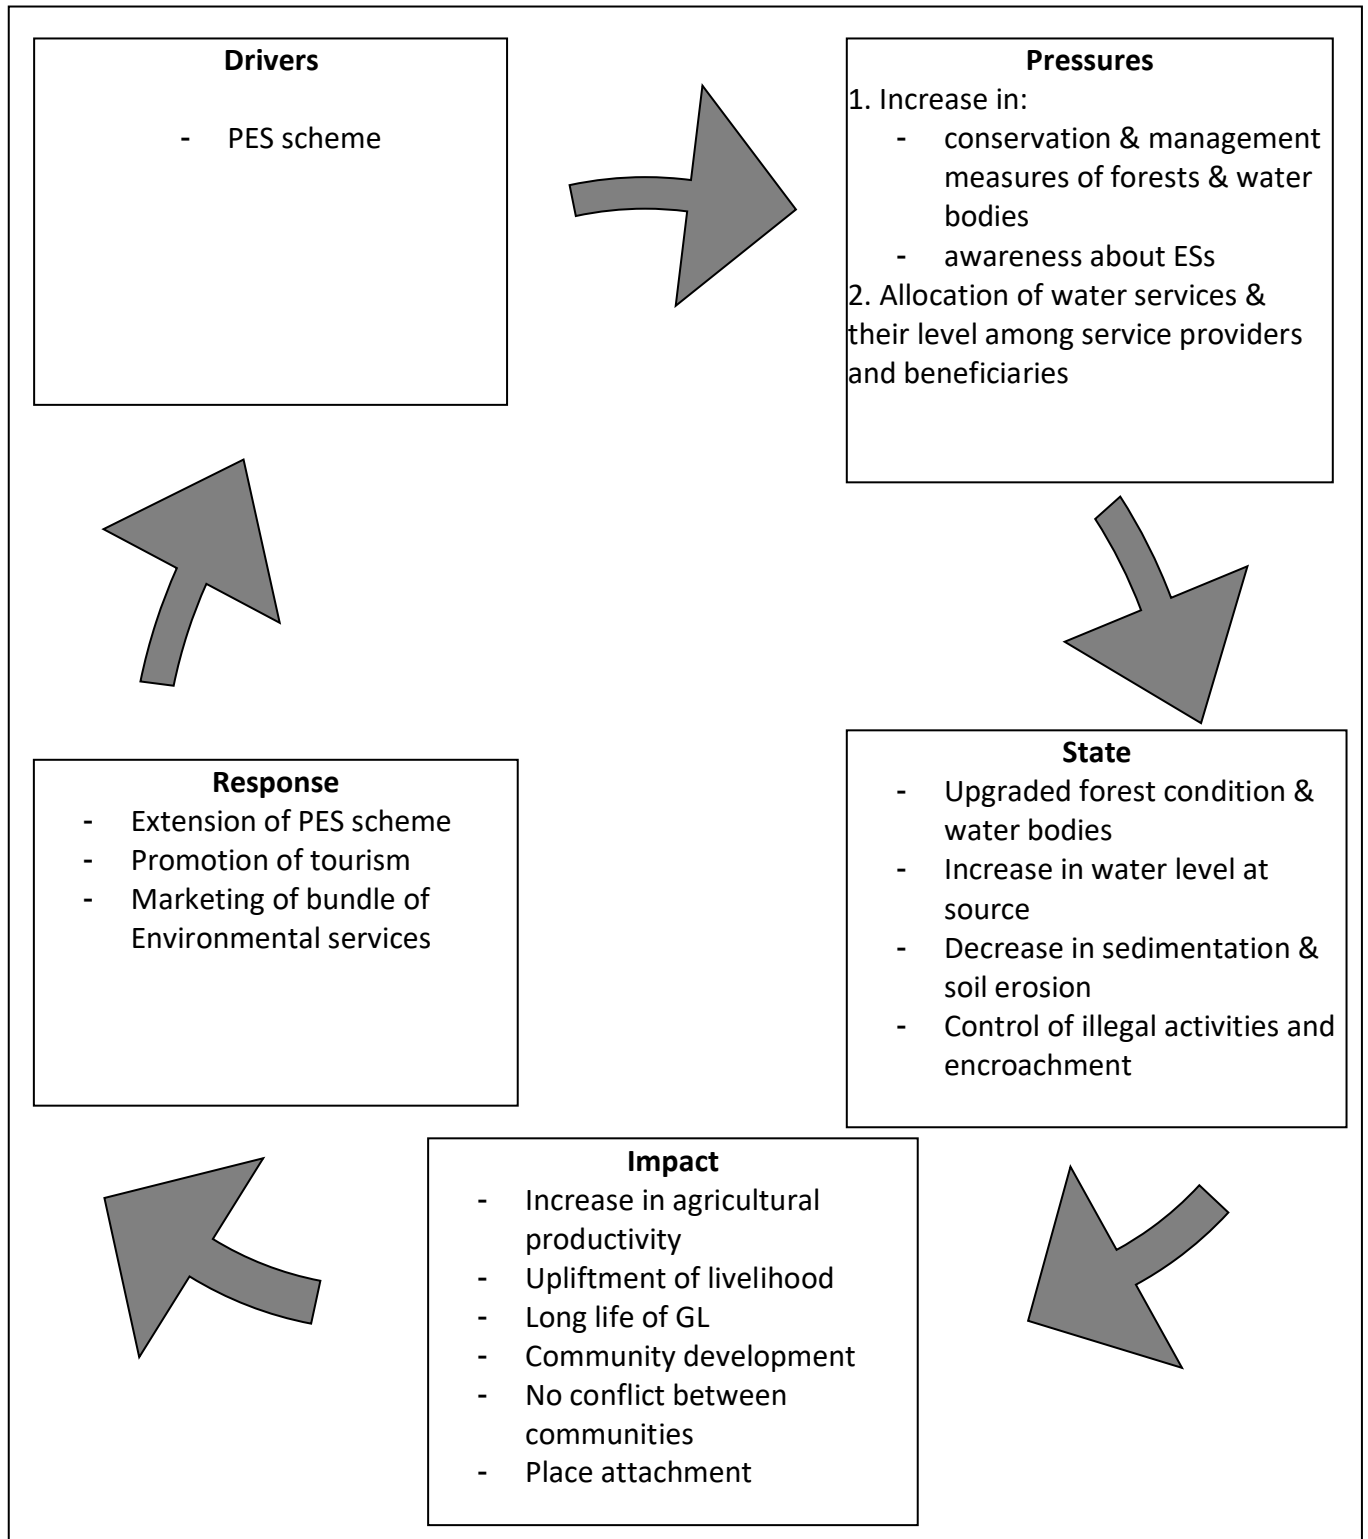 Drivers
- PES scheme
Pressures
1. Increase in:
- conservation & management
measures of forests & water
bodies
- awareness about ESs
2. Allocation of water services &
their level among service providers
and beneficiaries
State
- Upgraded forest condition &
water bodies
- Increase in water level at
source
- Decrease in sedimentation &
soil erosion
- Control of illegal activities and
encroachment
Impact
- Increase in agricultural
productivity
- Upliftment of livelihood
- Long life of GL
- Community development
- No conflict between
communities
- Place attachment
Response
- Extension of PES scheme
- Promotion of tourism
- Marketing of bundle of
Environmental services